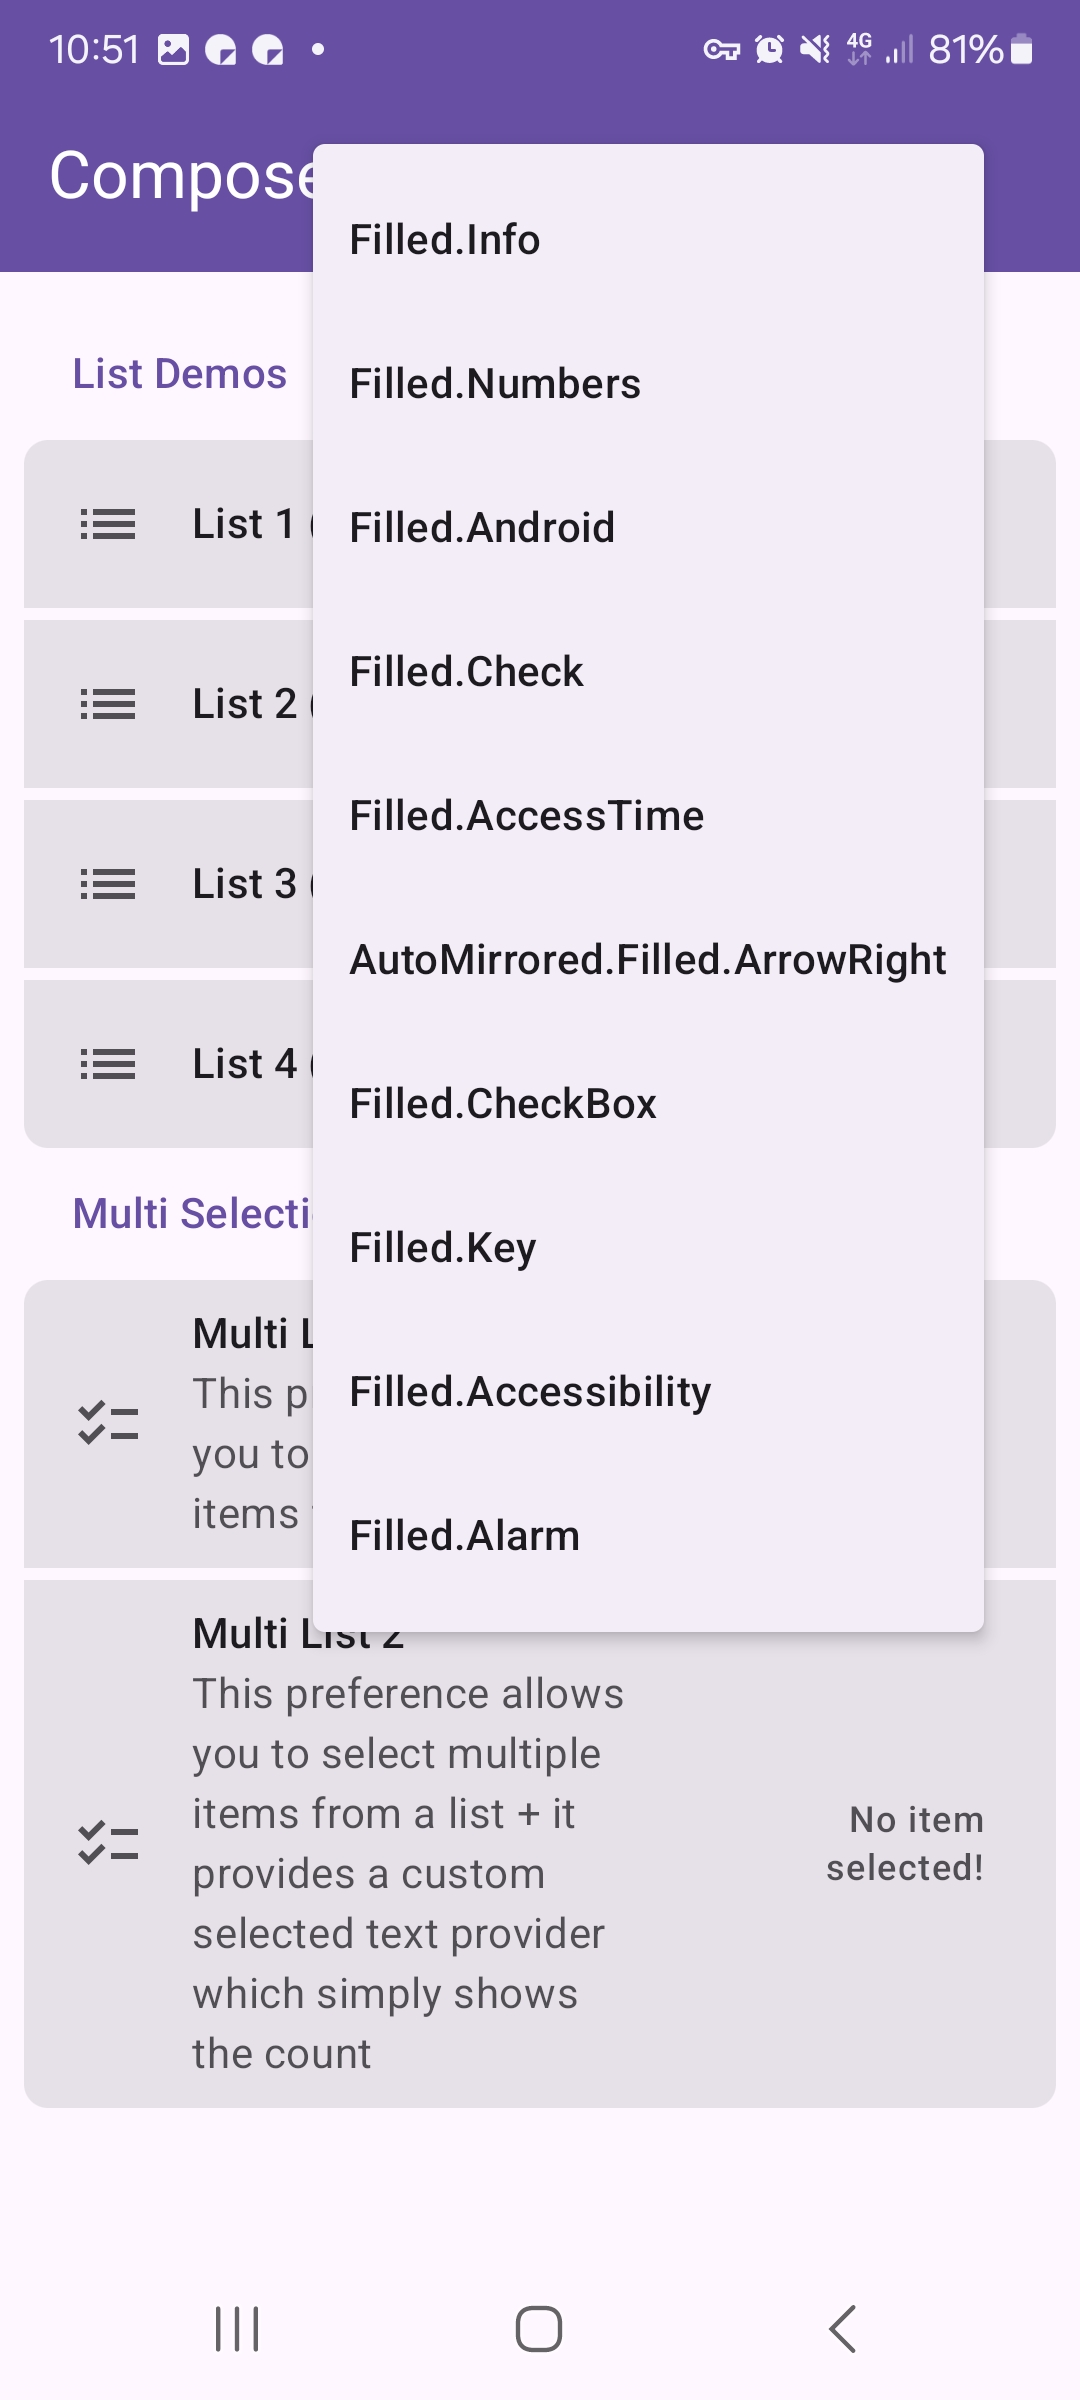 10:51
4G
81%
Compose
Filled.Info
Filled.Numbers
Filled.Android
Filled.Check
Filled.AccessTime
AutoMirrored.Filled.ArrowRight
Filled.CheckBox
Filled.Key
Filled.Accessibility
Filled.Alarm
List Demos
List 1
List 2
List 3
List 4
Multi
you to
items
Multi List 2
This preference allows
you to select multiple
items from a list + it
provides a custom
selected text provider
which simply shows
the count
No item
selected!